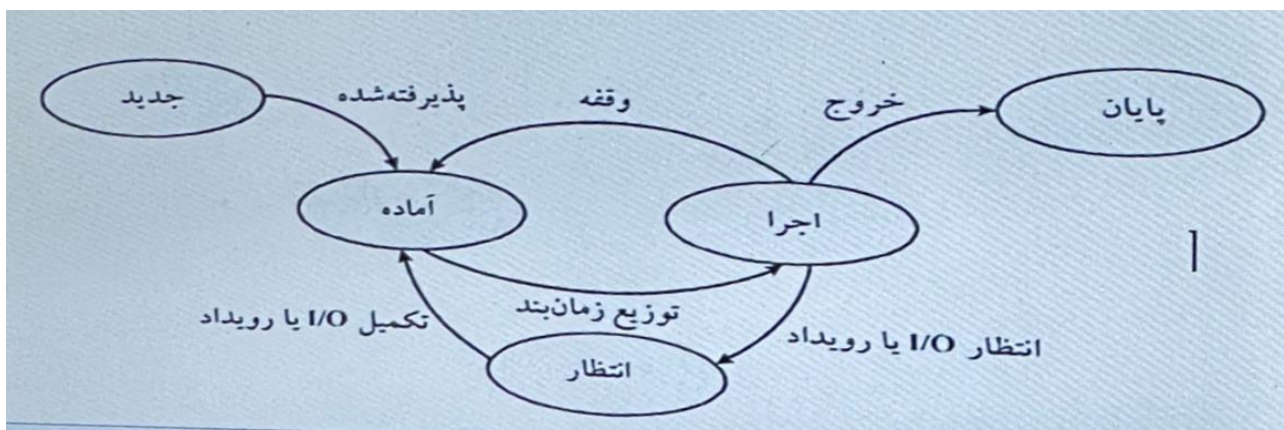 جدید
پذیرفته‌شده
وقفه
خروج
پایان
آماده
اجرا
توزیع زمان‌بند
تکمیل I/O یا رویداد
انتظار I/O یا رویداد
انتظار